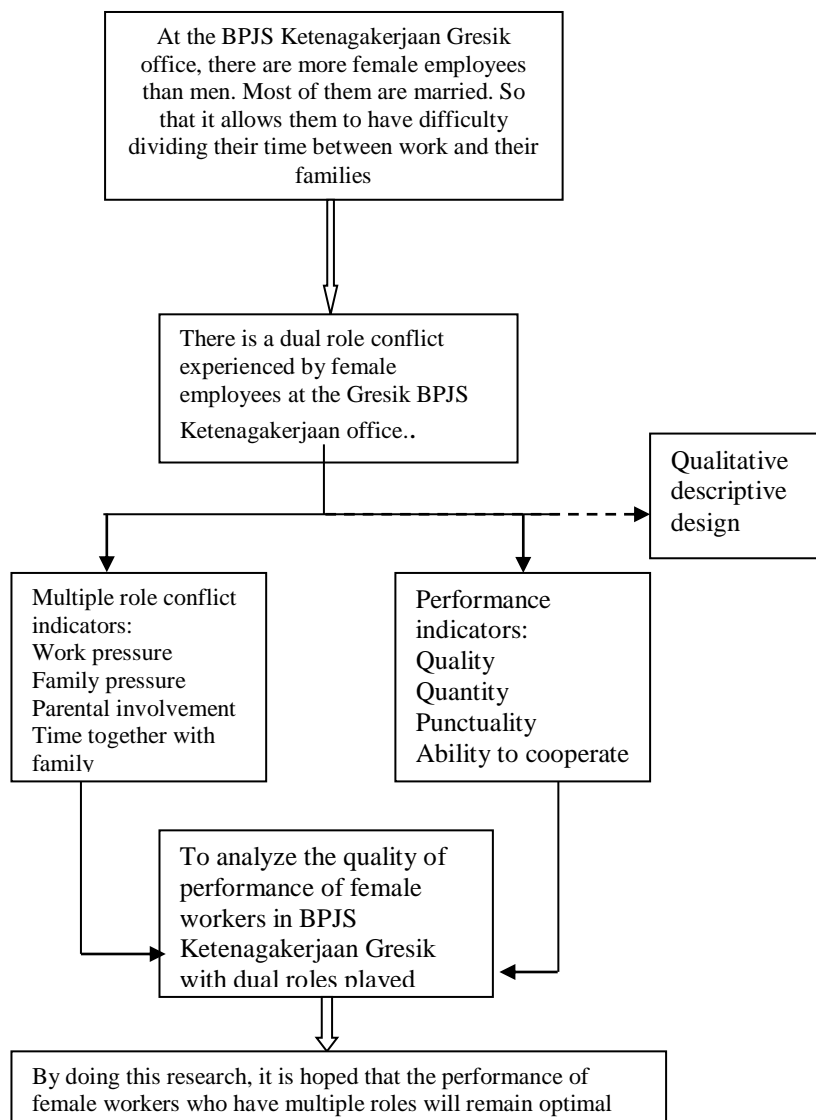 At the BPJS Ketenagakerjaan Gresik
office, there are more female employees
than men. Most of them are married. So
that it allows them to have difficulty
dividing their time between work and their
families
There is a dual role conflict
experienced by female
employees at the Gresik BPJS
Ketenagakerjaan office..
Qualitative
descriptive
design
Multiple role conflict
indicators:
Work pressure
Family pressure
Parental involvement
Time together with
family
Performance
indicators:
Quality
Quantity
Punctuality
Ability to cooperate
To analyze the quality of
performance of female
workers in BPJS
Ketenagakerjaan Gresik
with dual roles played
By doing this research, it is hoped that the performance of
female workers who have multiple roles will remain optimal